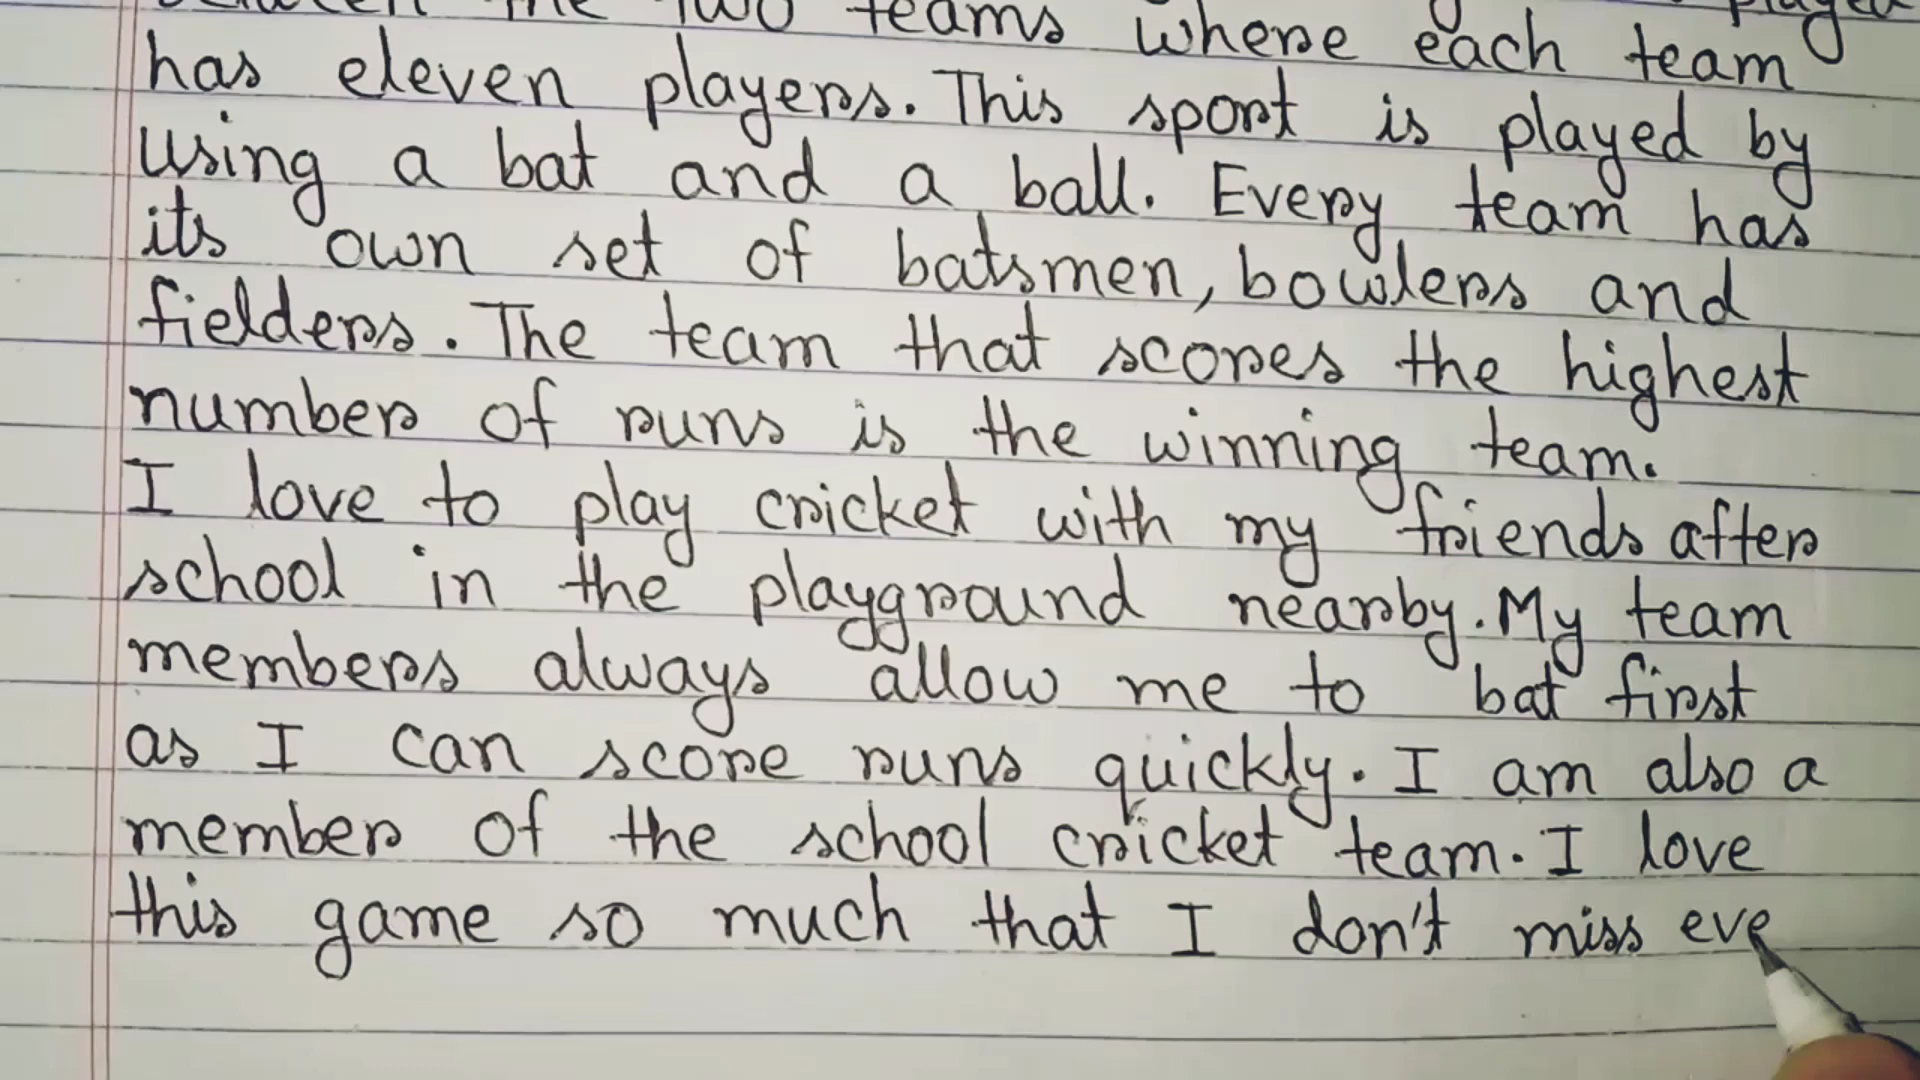 between the two teams where each team
has eleven players. This sport is played by
using a bat and a ball. Every team has
its own set of batsmen, bowlers and
fielders. The team that scores the highest
number of runs is the winning team.
I love to play cricket with my friends after
school in the playground nearby. My team
members always allow me to bat first
as I can score runs quickly. I am also a
member of the school cricket team. I love
this game so much that I don't miss eve